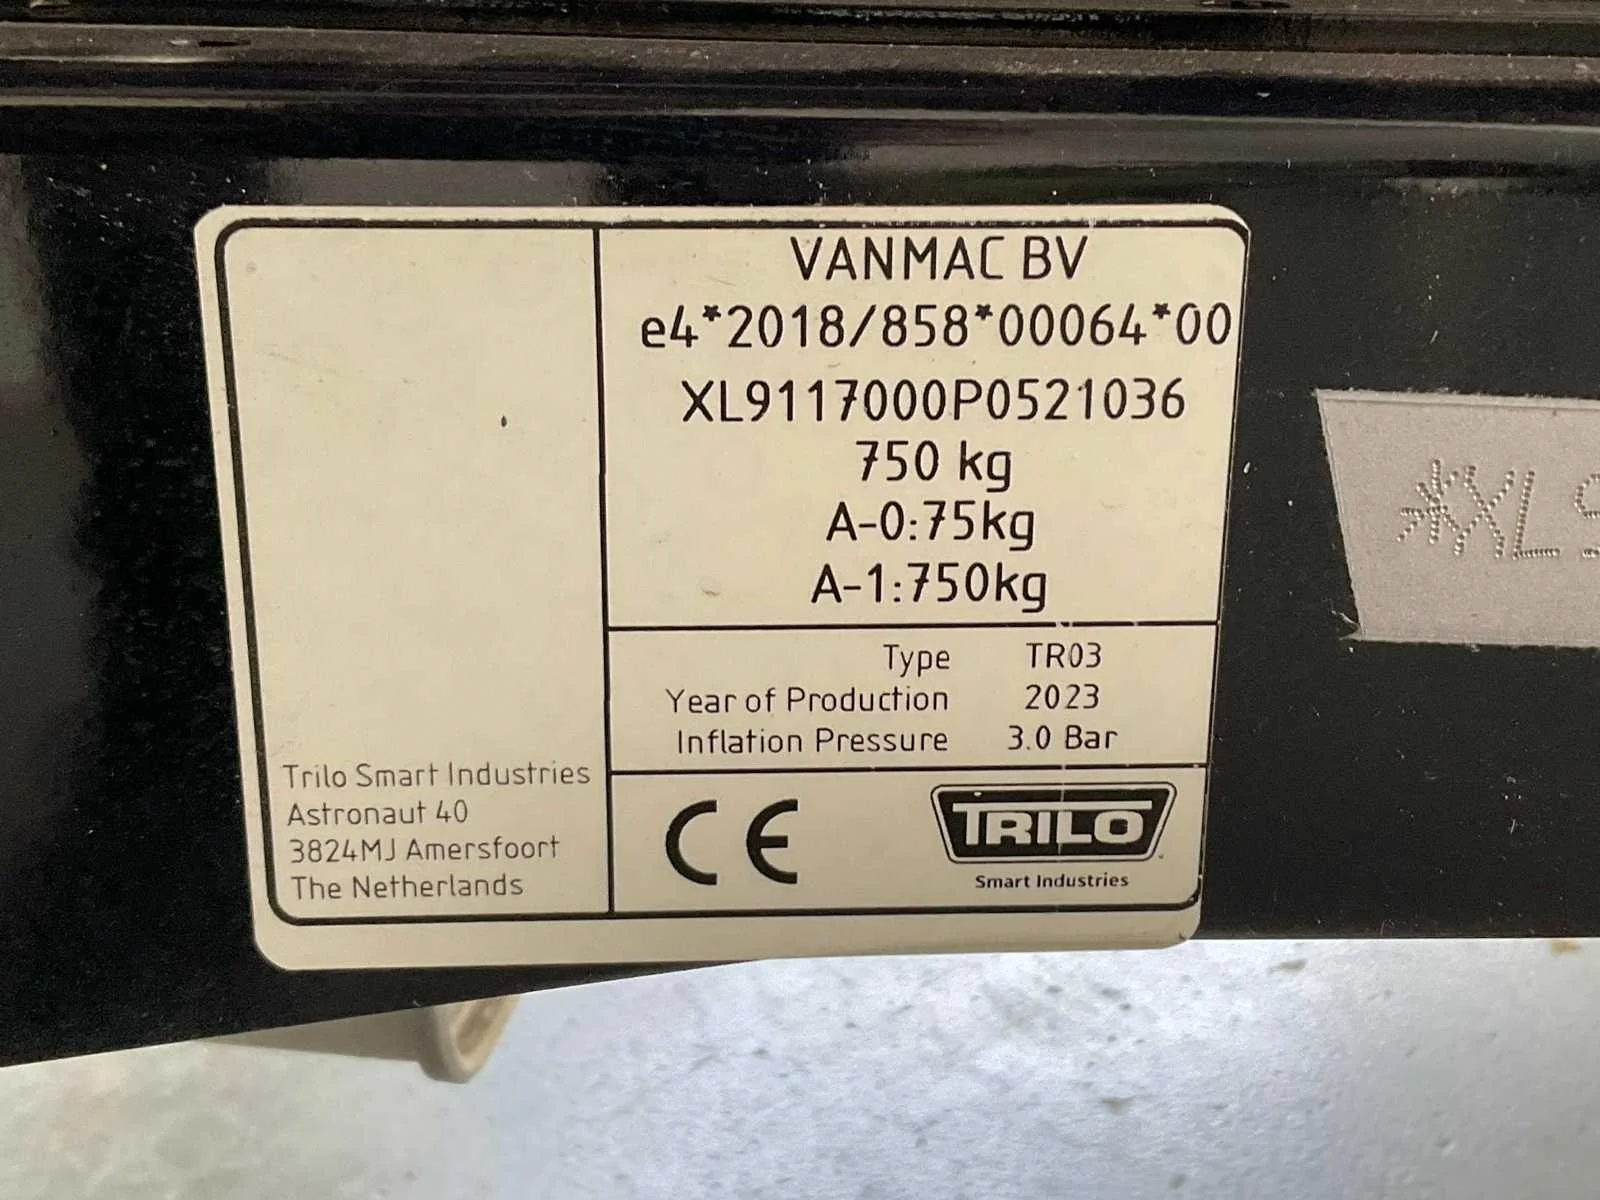 VANMAC BV
e4*2018/858*00064*00
XL9117000P0521036
750 kg
A-0:75kg
A-1:750kg
Type TR03
Year of Production 2023
Inflation Pressure 3.0 Bar
Trilo Smart Industries
Astronaut 40
3824MJ Amersfoort
The Netherlands
CE
TRILO
Smart Industries
*XL9